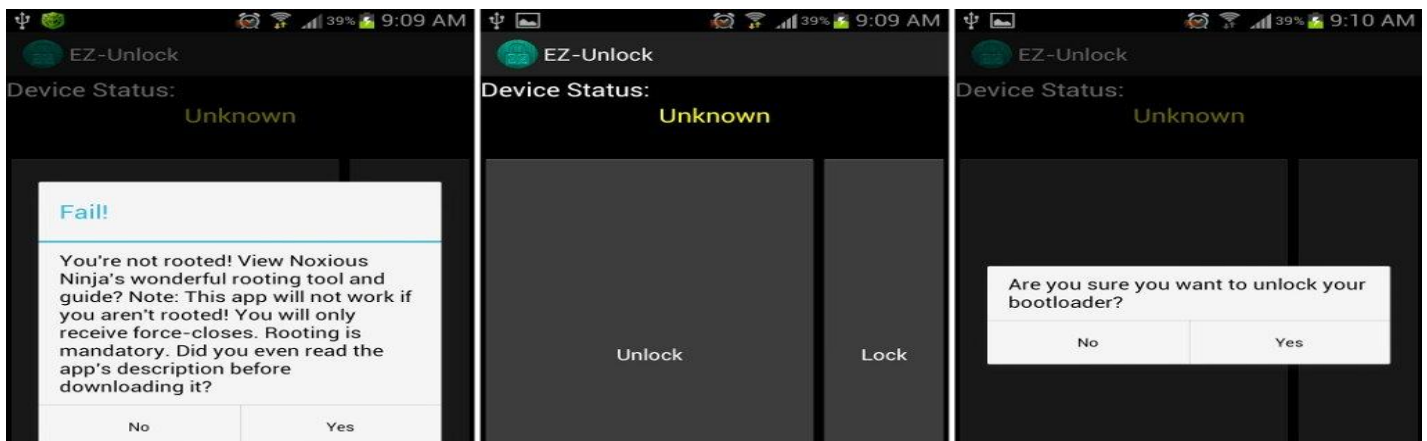 39% 9:09 AM
EZ-Unlock
Device Status:
Unknown
Fail!
You're not rooted! View Noxious
Ninja's wonderful rooting tool and
guide? Note: This app will not work if
you aren't rooted! You will only
receive force-closes. Rooting is
mandatory. Did you even read the
app's description before
downloading it?
No Yes
39% 9:09 AM
EZ-Unlock
Device Status:
Unknown
Unlock Lock
39% 9:10 AM
EZ-Unlock
Device Status:
Unknown
Are you sure you want to unlock your
bootloader?
No Yes